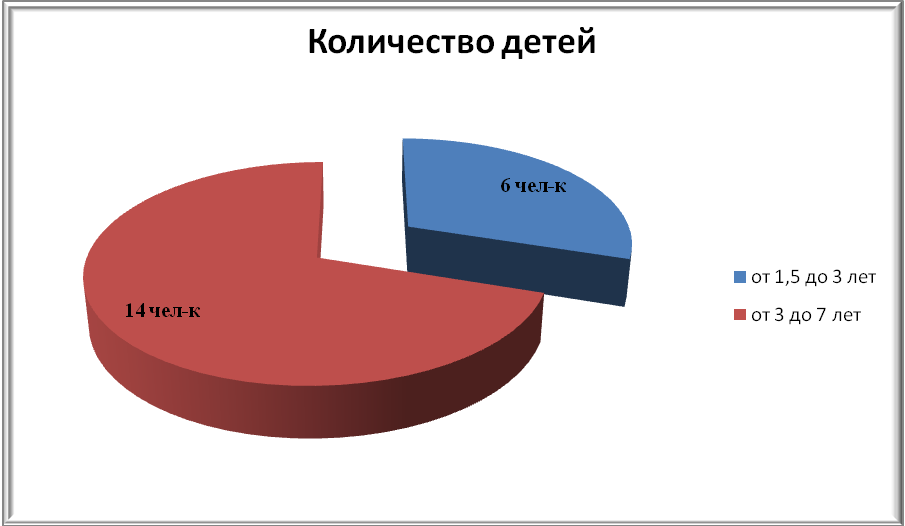 Количество детей
6 чел-к
14 чел-к
от 1,5 до 3 лет
от 3 до 7 лет